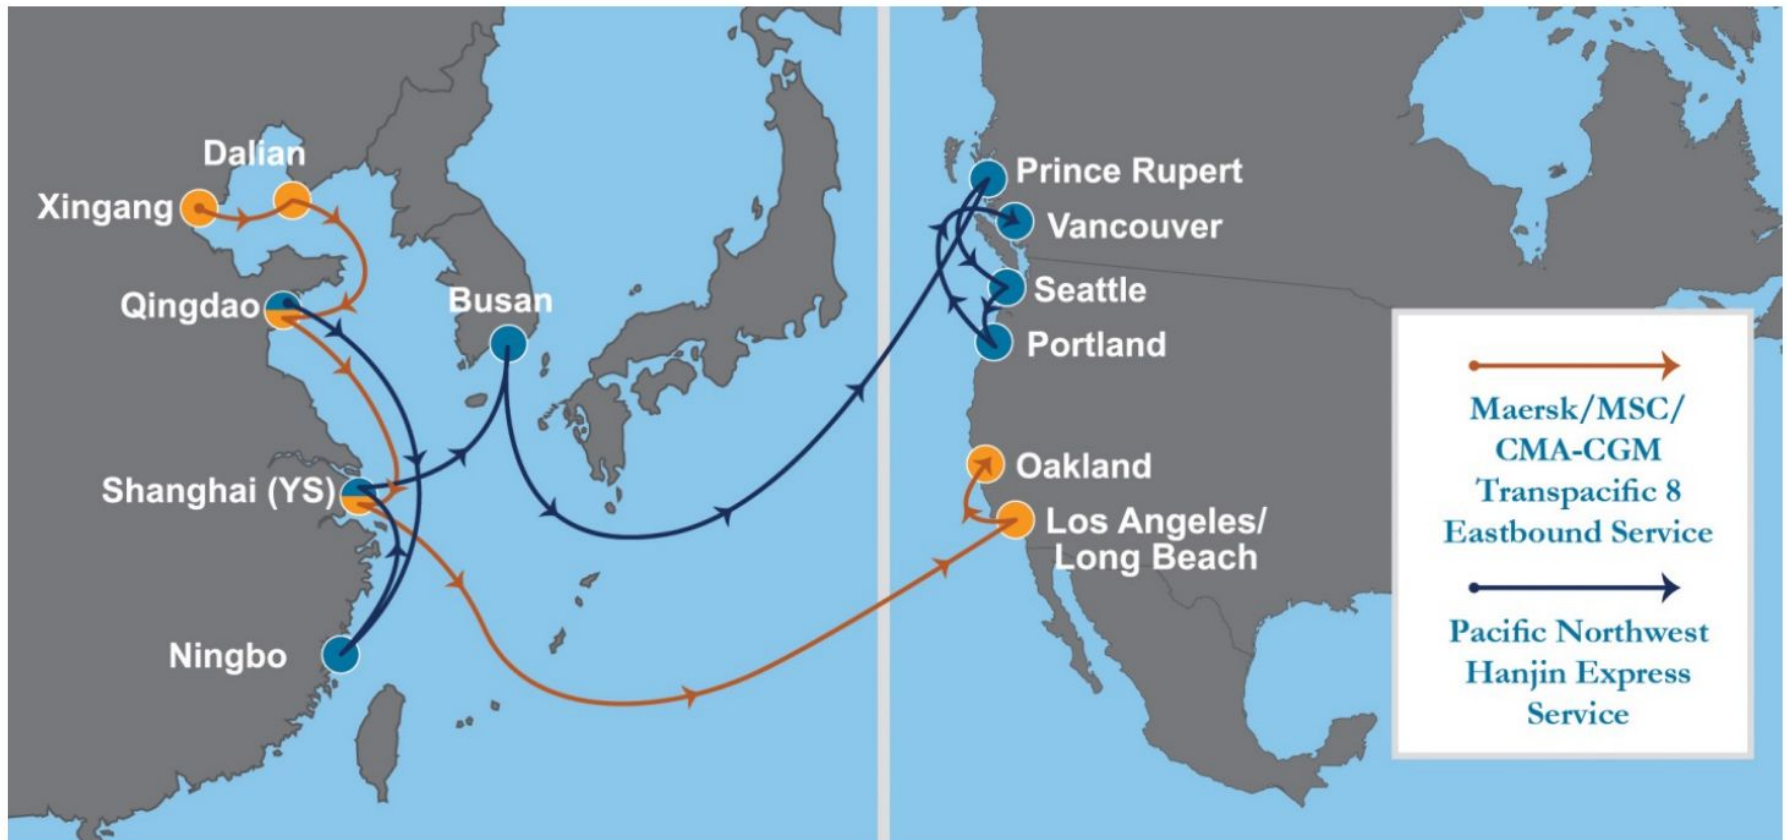 Dalian
Xingang
Qingdao
Busan
Shanghai (YS)
Ningbo
Prince Rupert
Vancouver
Seattle
Portland
Oakland
Los Angeles/
Long Beach
Maersk/MSC/
CMA-CGM
Transpacific 8
Eastbound Service
Pacific Northwest
Hanjin Express
Service